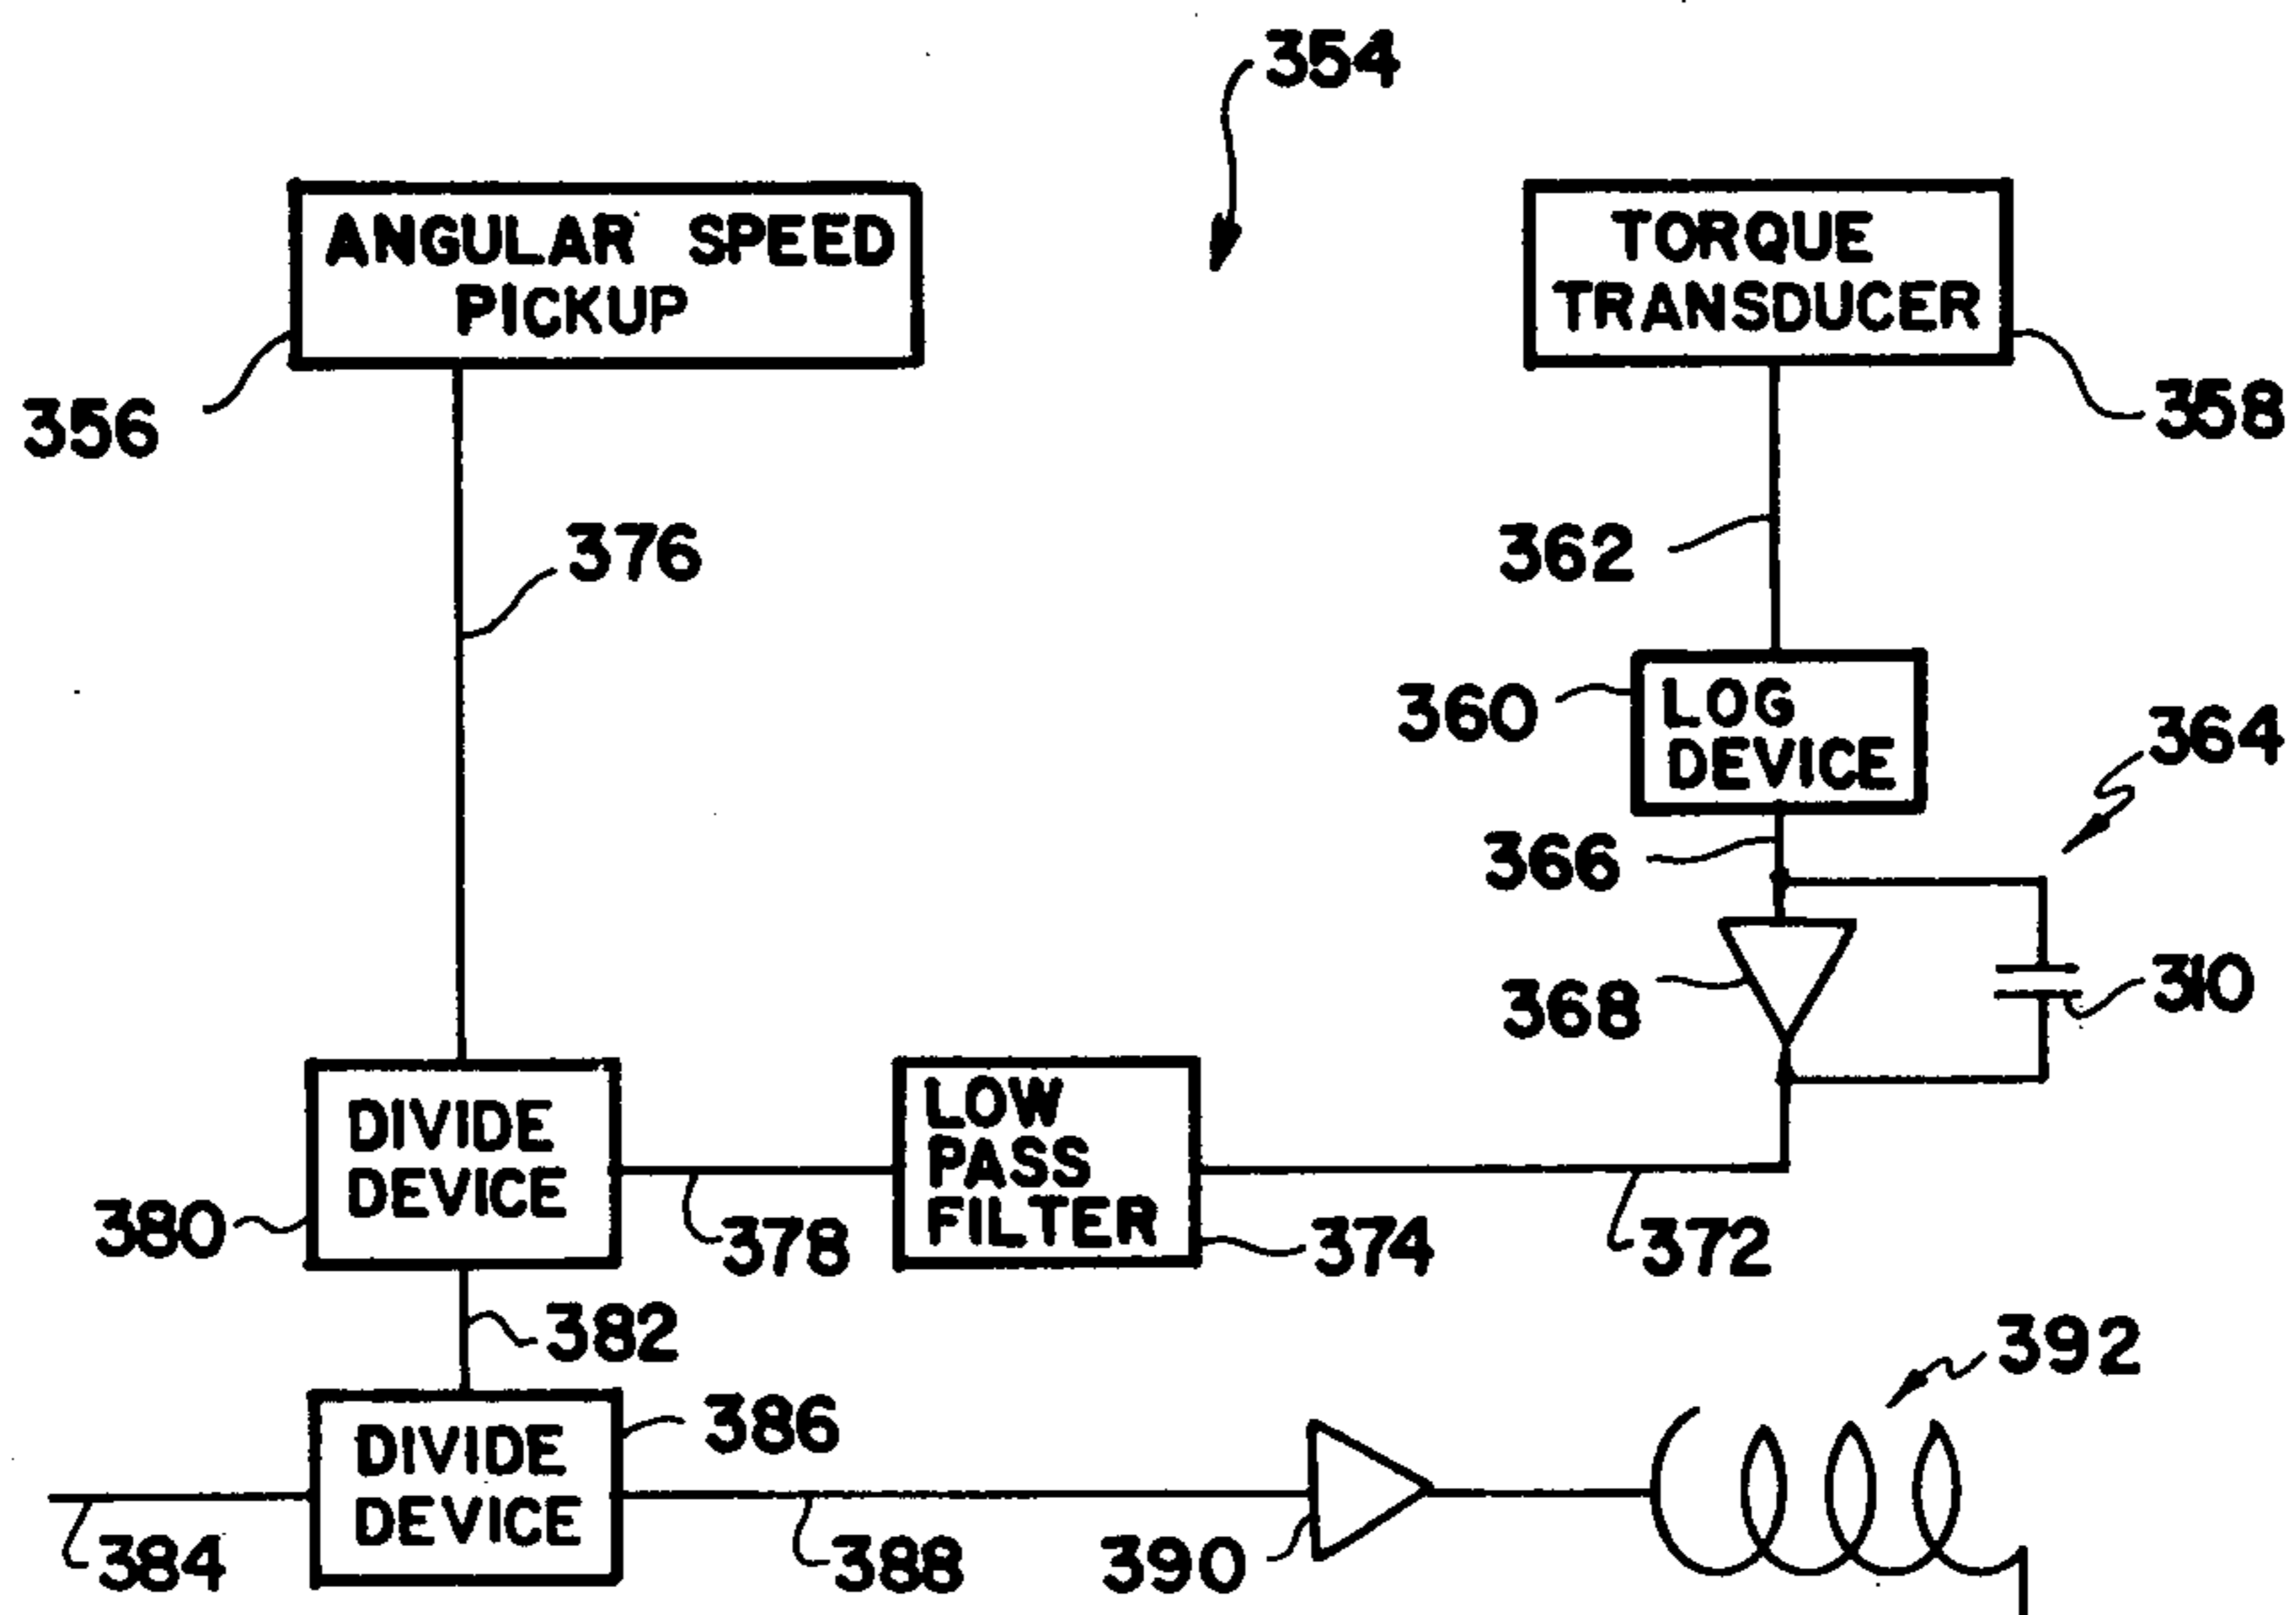 354
ANGULAR SPEED
PICKUP
TORQUE
TRANSDUCER
356
358
376
362
360
LOG
DEVICE
364
366
368
310
DIVIDE
DEVICE
LOW
PASS
FILTER
380
378
374
372
382
392
386
DIVIDE
DEVICE
384
388
390